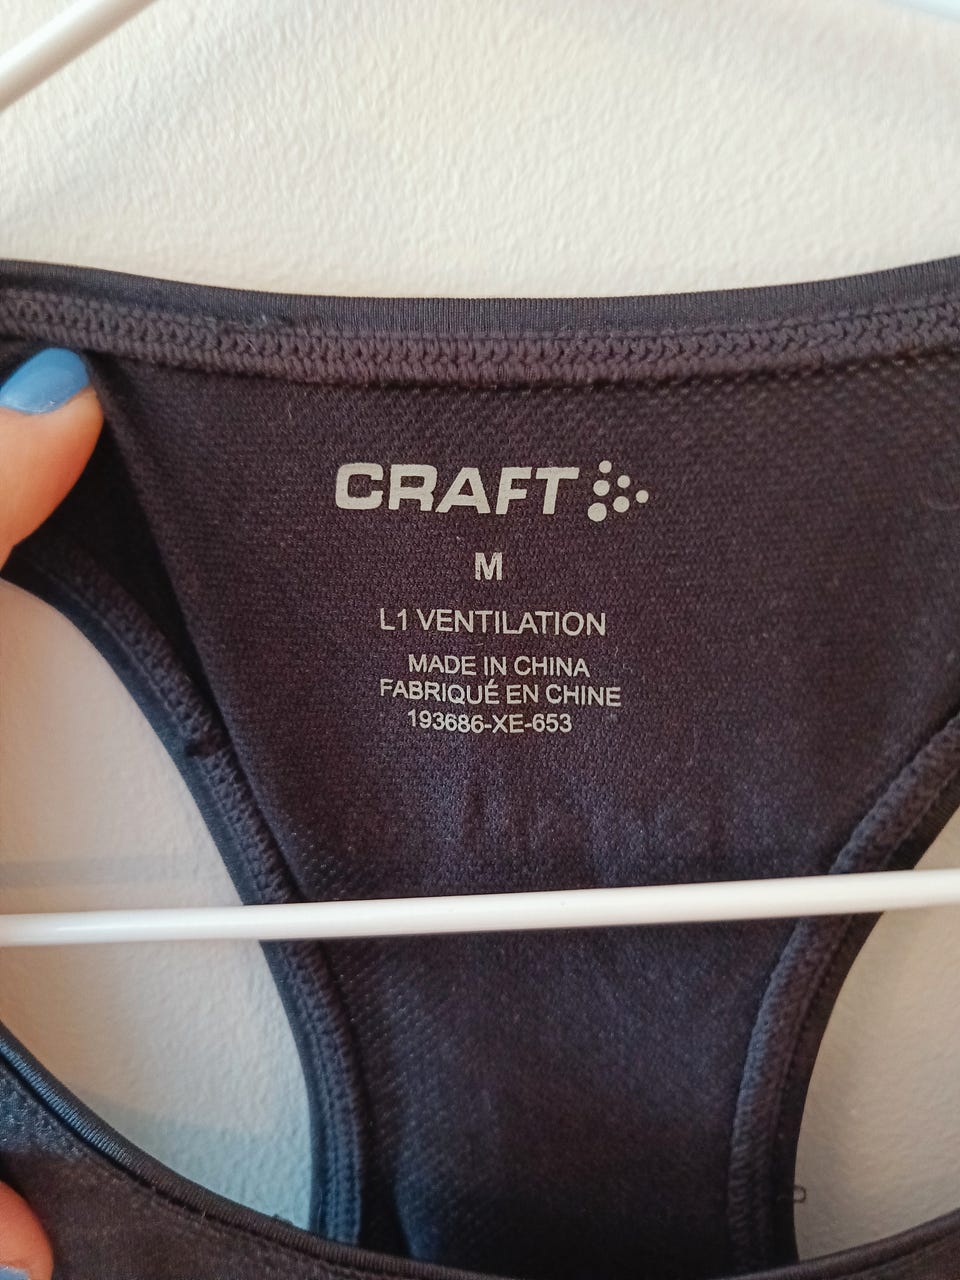 CRAFT
M
L1 VENTILATION
MADE IN CHINA
FABRIQUÉ EN CHINE
193686-XE-653